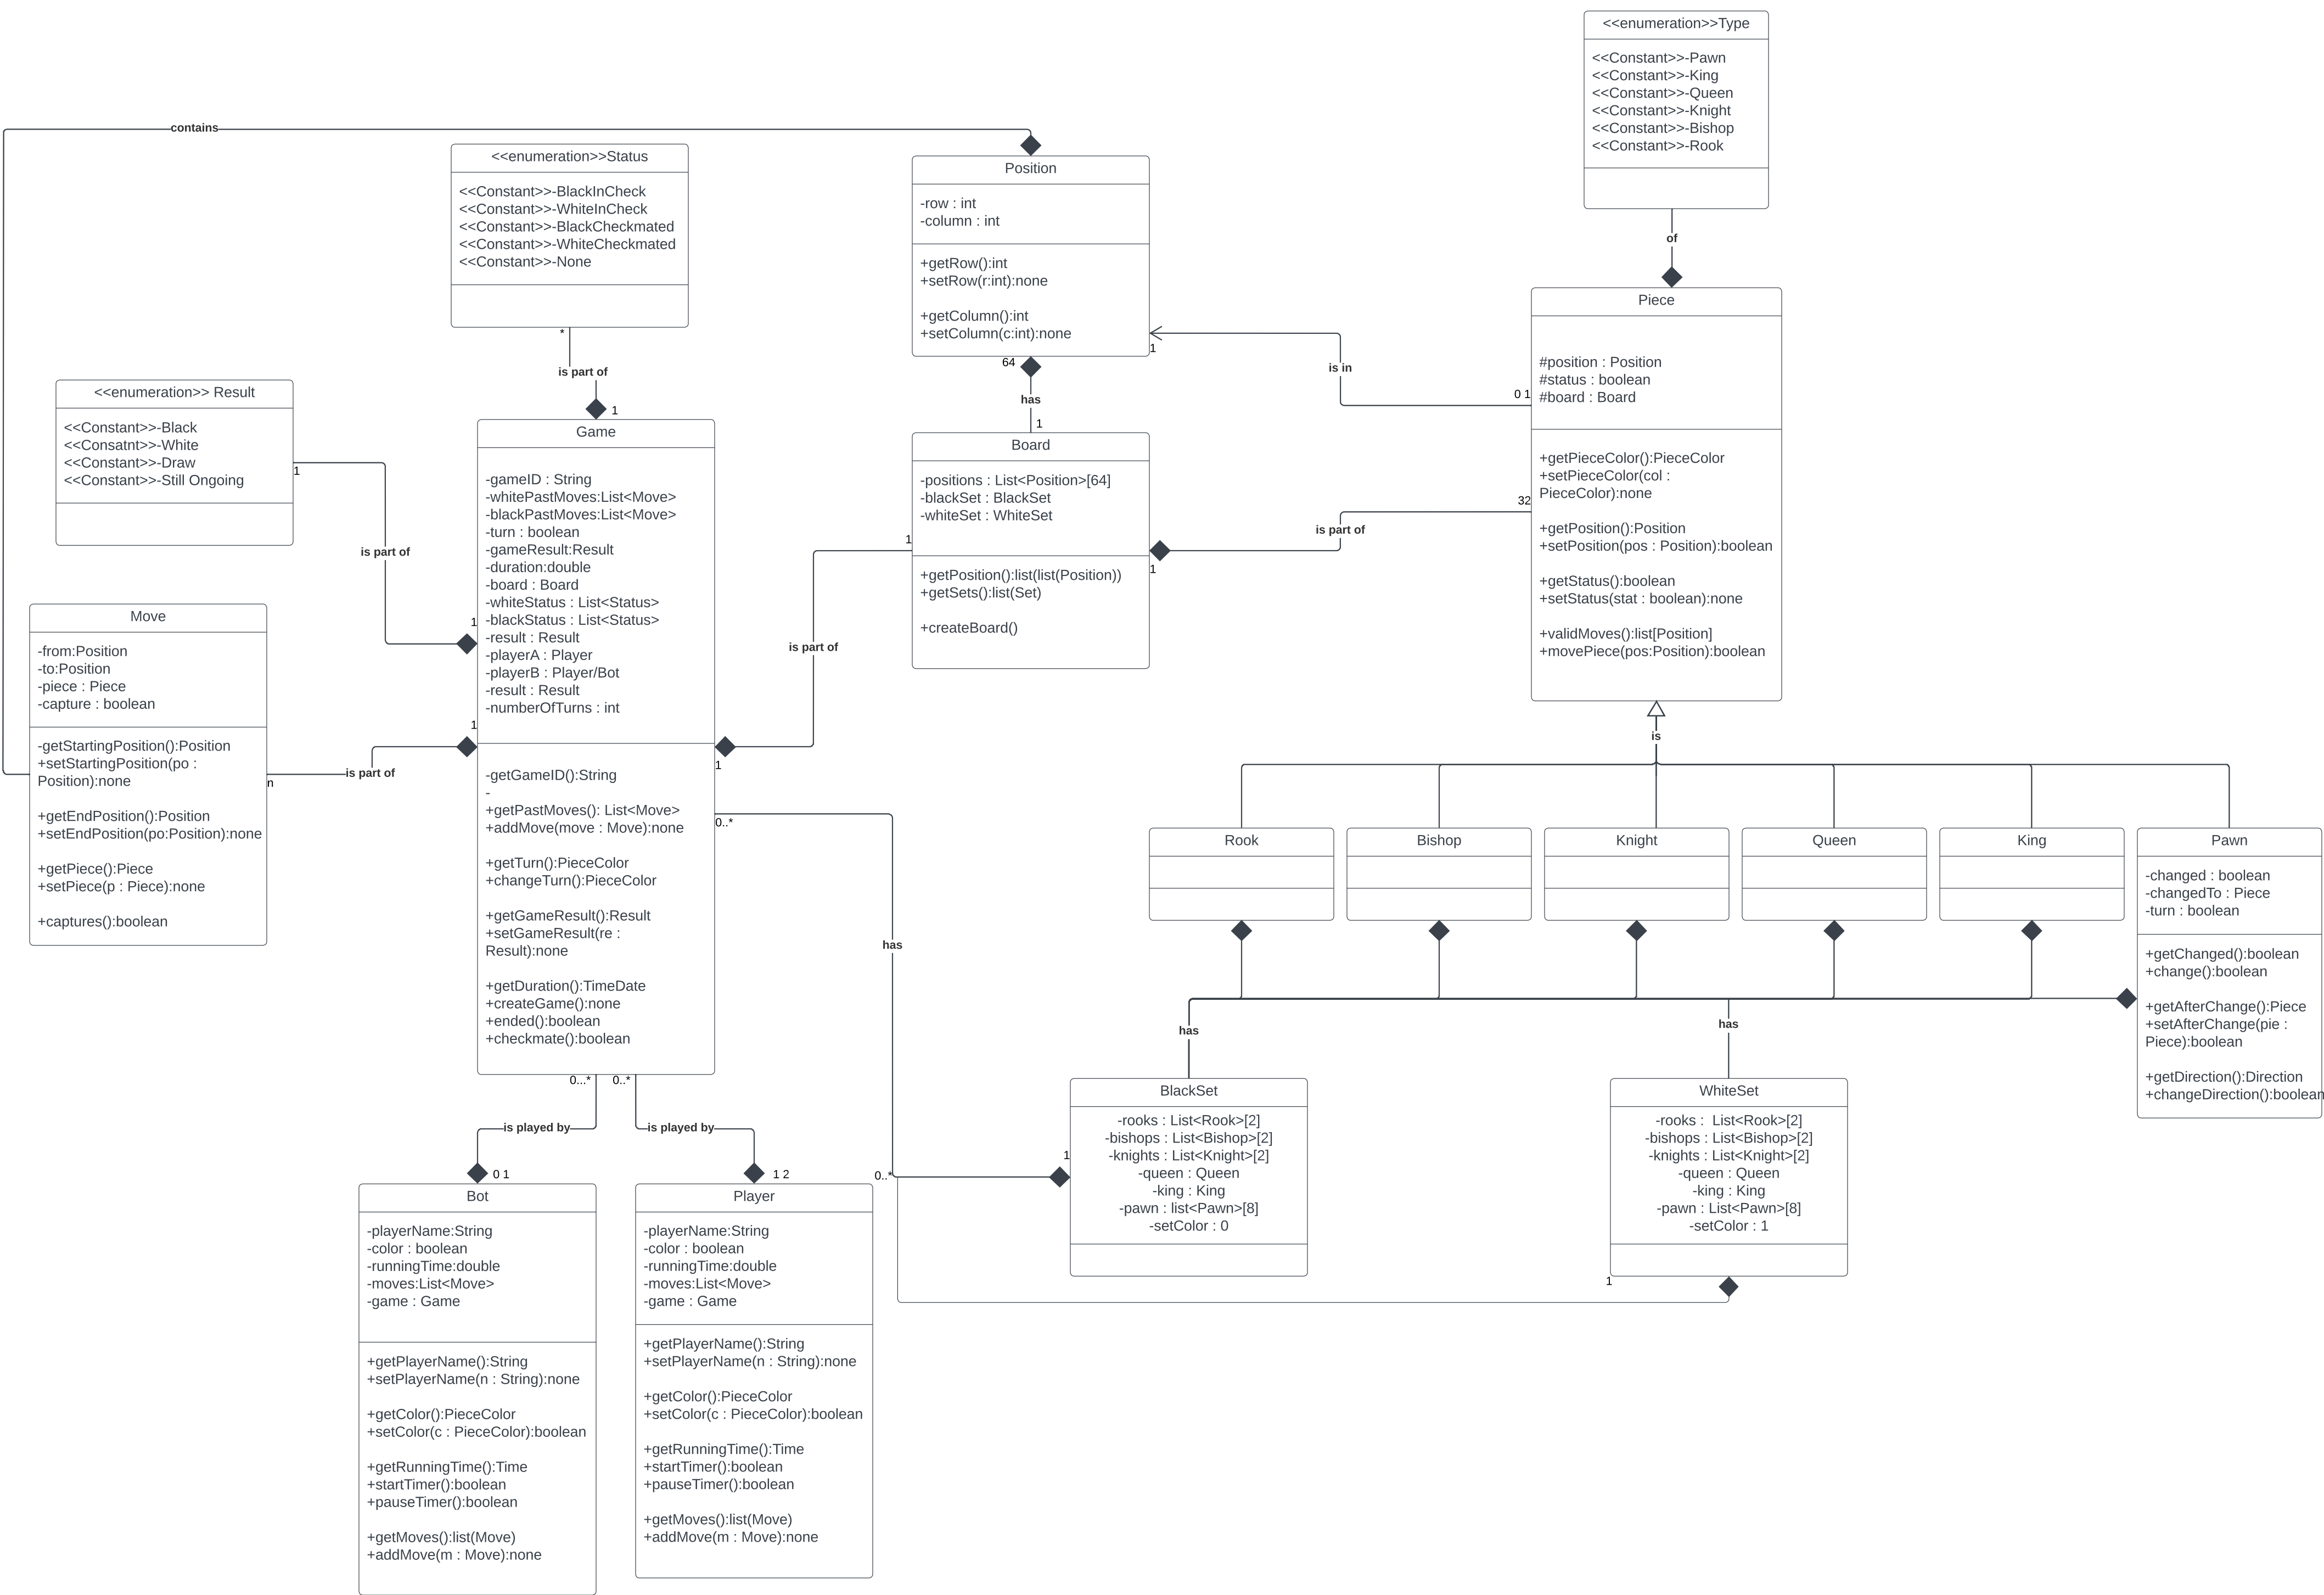 <<enumeration>>Type
<<Constant>>-Pawn
<<Constant>>-King
<<Constant>>-Queen
<<Constant>>-Knight
<<Constant>>-Bishop
<<Constant>>-Rook
of
contains
<<enumeration>>Status
<<Constant>>-BlackInCheck
<<Constant>>-WhiteInCheck
<<Constant>>-BlackCheckmated
<<Constant>>-WhiteCheckmated
<<Constant>>-None
*
is part of
1
Position
-row : int
-column : int
+getRow():int
+setRow(r:int):none
+getColumn():int
+setColumn(c:int):none
64
has
1
1
is in
0 1
Piece
#position : Position
#status : boolean
#board : Board
+getPieceColor():PieceColor
+setPieceColor(col :
PieceColor):none
+getPosition():Position
+setPosition(pos : Position):boolean
+getStatus():boolean
+setStatus(stat : boolean):none
+validMoves():list[Position]
+movePiece(pos:Position):boolean
32
is part of
1
<<enumeration>> Result
<<Constant>>-Black
<<Consatnt>>-White
<<Constant>>-Draw
<<Constant>>-Still Ongoing
1
is part of
1
Game
-gameID : String
-whitePastMoves:List<Move>
-blackPastMoves:List<Move>
-turn : boolean
-gameResult:Result
-duration:double
-board : Board
-whiteStatus : List<Status>
-blackStatus : List<Status>
-result : Result
-playerA : Player
-playerB : Player/Bot
-result : Result
-numberOfTurns : int
-getGameID():String
-
+getPastMoves(): List<Move>
+addMove(move : Move):none
+getTurn():PieceColor
+changeTurn():PieceColor
+getGameResult():Result
+setGameResult(re :
Result):none
+getDuration():TimeDate
+createGame():none
+ended():boolean
+checkmate():boolean
Board
-positions : List<Position>[64]
-blackSet : BlackSet
-whiteSet : WhiteSet
+getPosition():list(list(Position))
+getSets():list(Set)
+createBoard()
1
is part of
1
Move
-from:Position
-to:Position
-piece : Piece
-capture : boolean
-getStartingPosition():Position
+setStartingPosition(po :
Position):none
+getEndPosition():Position
+setEndPosition(po:Position):none
+getPiece():Piece
+setPiece(p : Piece):none
+captures():boolean
n
is part of
1
is
Rook
Bishop
Knight
Queen
King
Pawn
-changed : boolean
-changedTo : Piece
-turn : boolean
+getChanged():boolean
+change():boolean
+getAfterChange():Piece
+setAfterChange(pie :
Piece):boolean
+getDirection():Direction
+changeDirection():boolean
0..*
has
0..*
1
1
has
has
BlackSet
-rooks : List<Rook>[2]
-bishops : List<Bishop>[2]
-knights : List<Knight>[2]
-queen : Queen
-king : King
-pawn : list<Pawn>[8]
-setColor : 0
WhiteSet
-rooks :  List<Rook>[2]
-bishops : List<Bishop>[2]
-knights : List<Knight>[2]
-queen : Queen
-king : King
-pawn : List<Pawn>[8]
-setColor : 1
0...*
0..*
is played by
is played by
0 1
1 2
Bot
-playerName:String
-color : boolean
-runningTime:double
-moves:List<Move>
-game : Game
+getPlayerName():String
+setPlayerName(n : String):none
+getColor():PieceColor
+setColor(c : PieceColor):boolean
+getRunningTime():Time
+startTimer():boolean
+pauseTimer():boolean
+getMoves():list(Move)
+addMove(m : Move):none
Player
-playerName:String
-color : boolean
-runningTime:double
-moves:List<Move>
-game : Game
+getPlayerName():String
+setPlayerName(n : String):none
+getColor():PieceColor
+setColor(c : PieceColor):boolean
+getRunningTime():Time
+startTimer():boolean
+pauseTimer():boolean
+getMoves():list(Move)
+addMove(m : Move):none